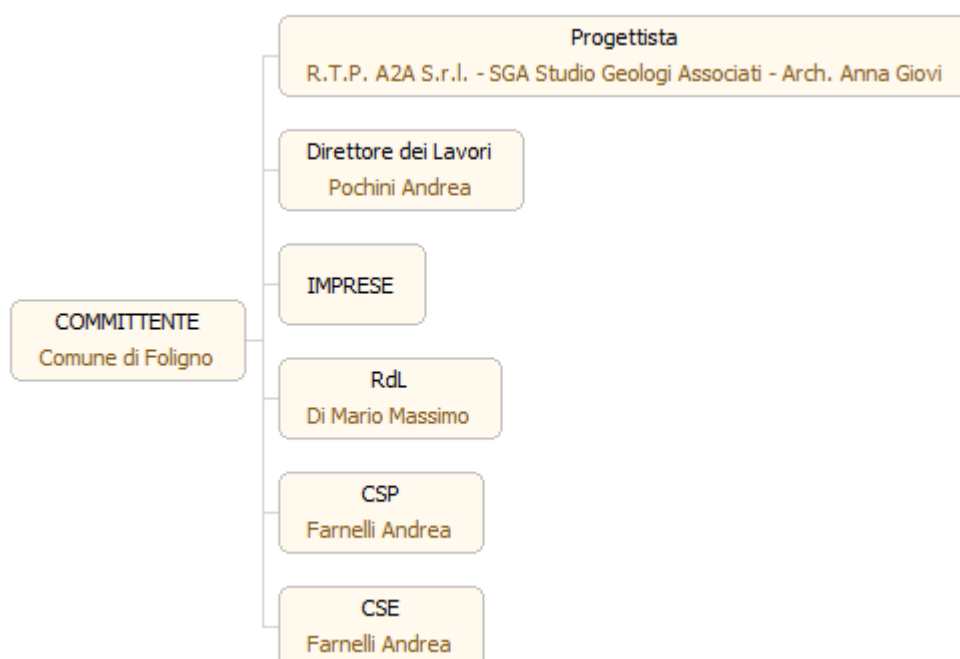 Progettista
R.T.P. A2A S.r.l. - SGA Studio Geologi Associati - Arch. Anna Giovi
Direttore dei Lavori
Pochini Andrea
IMPRESE
COMMITTENTE
Comune di Foligno
RdL
Di Mario Massimo
CSP
Farnelli Andrea
CSE
Farnelli Andrea